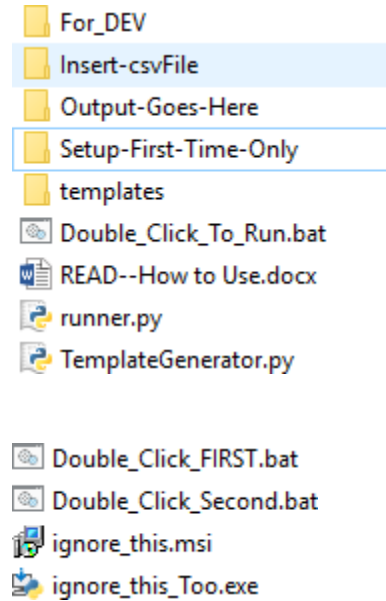 For_DEV
Insert-csvFile
Output-Goes-Here
Setup-First-Time-Only
templates
Double_Click_To_Run.bat
READ--How to Use.docx
runner.py
TemplateGenerator.py
Double_Click_FIRST.bat
Double_Click_Second.bat
ignore_this.msi
ignore_this_Too.exe